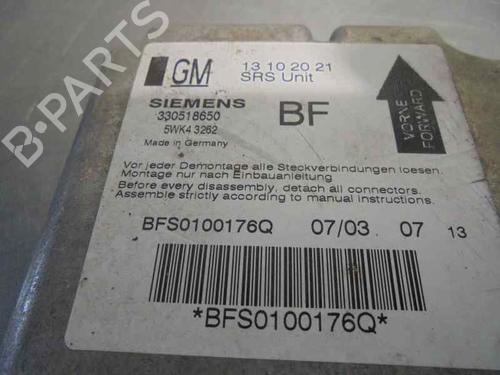 GM
13 10 20 21
SRS Unit
SIEMENS
330518650
5WK4 3262
BF
VORNE
FORWARD
Made in Germany
Vor jeder Demontage alle Steckverbindungen loesen.
Montage nur nach Einbauanleitung
Before every disassembly, detach all connectors.
Assemble strictly according to manual instructions.
BFS0100176Q 07/03 07 13
*BFS0100176Q*
B-PARTS